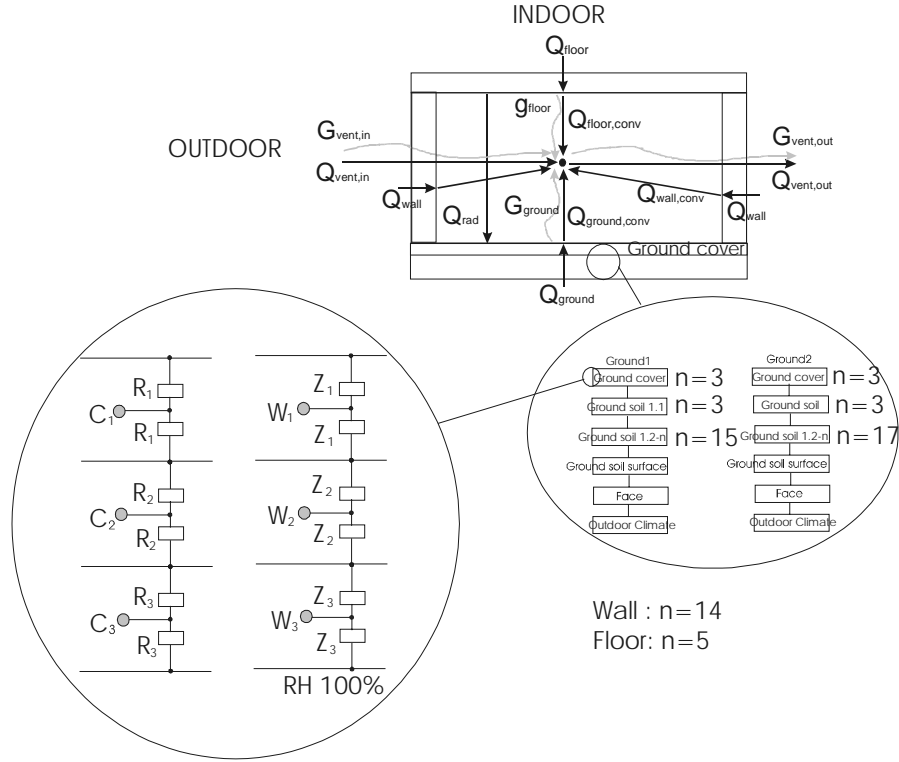 INDOOR
Qfloor
gfloor
Qfloor,conv
OUTDOOR
Gvent,in
Gvent,out
Qvent,in
Qvent,out
Qwall
Qwall,conv
Qwall
Qrad
Gground
Qground,conv
Ground cover
Qground
Ground1
Ground2
Ground cover n=3
Ground cover n=3
Ground soil 1.1 n=3
Ground soil n=3
Ground soil 1.2-n n=15
Ground soil 1.2-n n=17
Ground soil surface
Ground soil surface
Face
Face
Outdoor Climate
Outdoor Climate
R1
C1
R1
Z1
W1
Z1
R2
C2
R2
Z2
W2
Z2
R3
C3
R3
Z3
W3
Z3
RH 100%
Wall : n=14
Floor: n=5